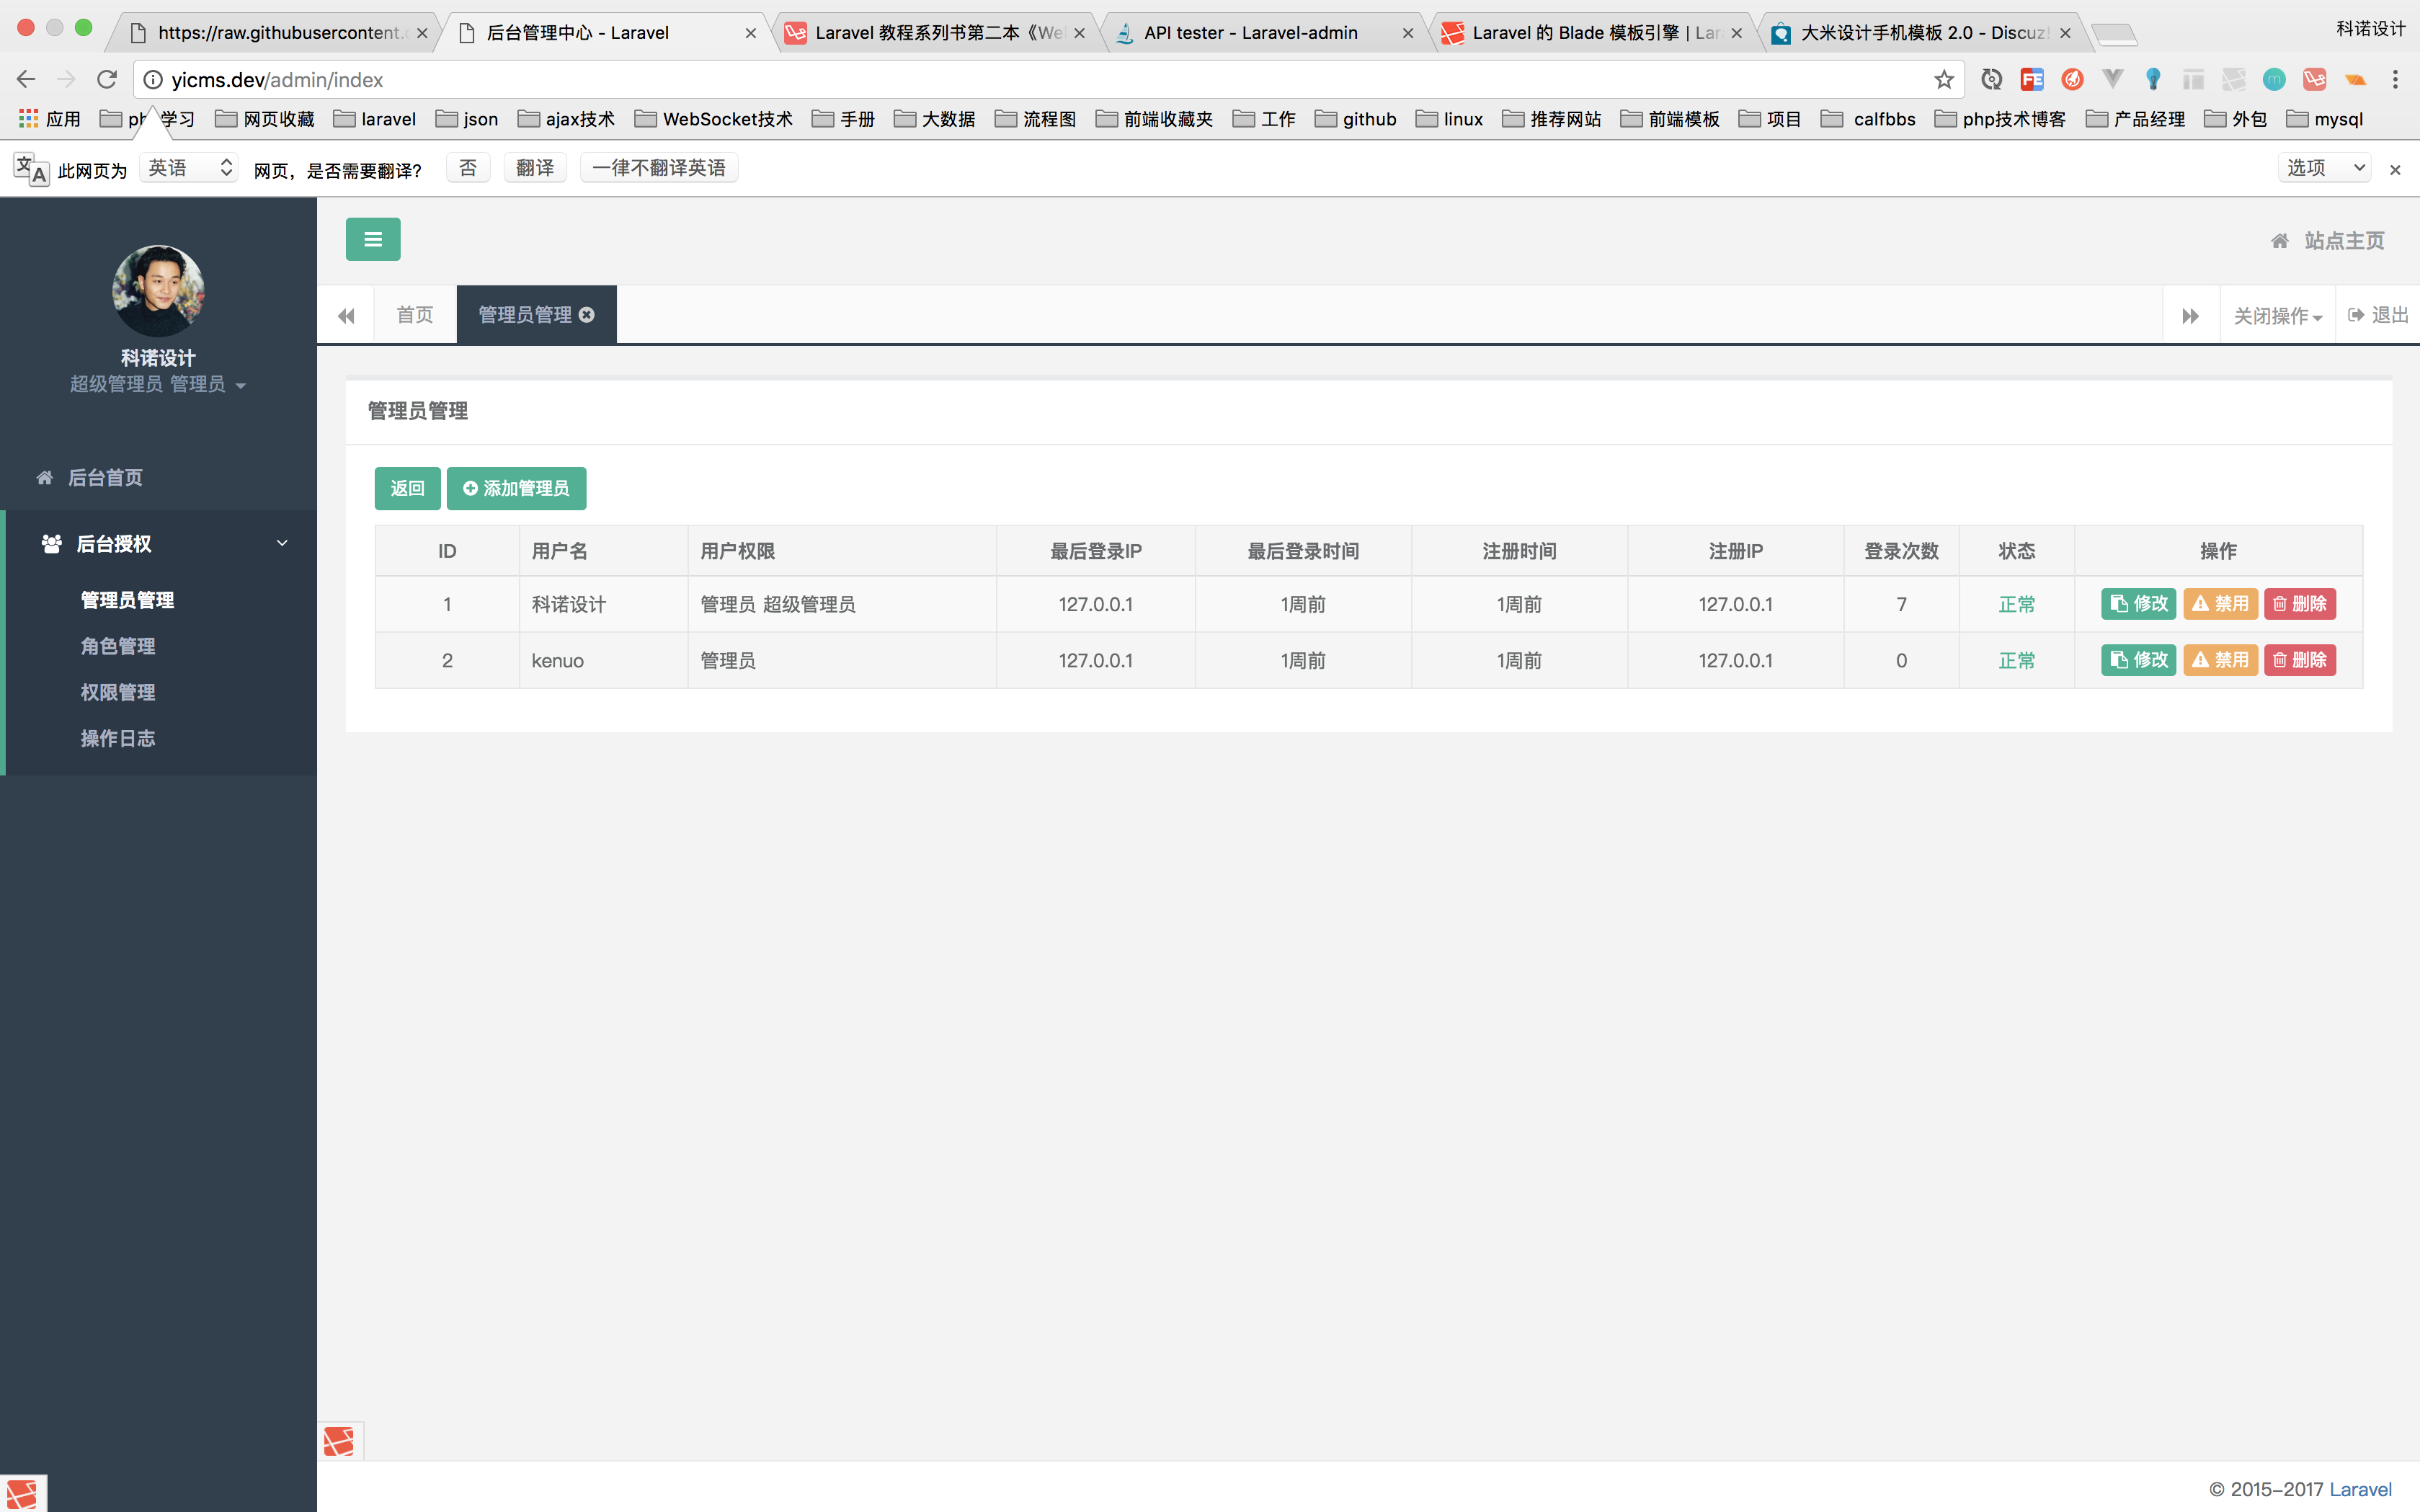 https://raw.githubusercontent.c
后台管理中心 - Laravel
Laravel 教程系列书第二本《We
API tester - Laravel-admin
Laravel 的 Blade 模板引擎 | Lar
大米设计手机模板 2.0 - Discuz!
科诺设计
yicms.dev/admin/index
应用 ph 学习 网页收藏 laravel json ajax技术 WebSocket技术 手册 大数据 流程图 前端收藏夹 工作 github linux 推荐网站 前端模板 项目 calfbbs php技术博客 产品经理 外包 mysql
此网页为 英语 网页，是否需要翻译? 否 翻译 一律不翻译英语 选项
站点主页
首页 管理员管理 关闭操作 退出
科诺设计
超级管理员 管理员
后台首页
后台授权
管理员管理
角色管理
权限管理
操作日志
管理员管理
返回 添加管理员
ID 用户名 用户权限 最后登录IP 最后登录时间 注册时间 注册IP 登录次数 状态 操作
1 科诺设计 管理员 超级管理员 127.0.0.1 1周前 1周前 127.0.0.1 7 正常 修改 禁用 删除
2 kenuo 管理员 127.0.0.1 1周前 1周前 127.0.0.1 0 正常 修改 禁用 删除
© 2015-2017 Laravel